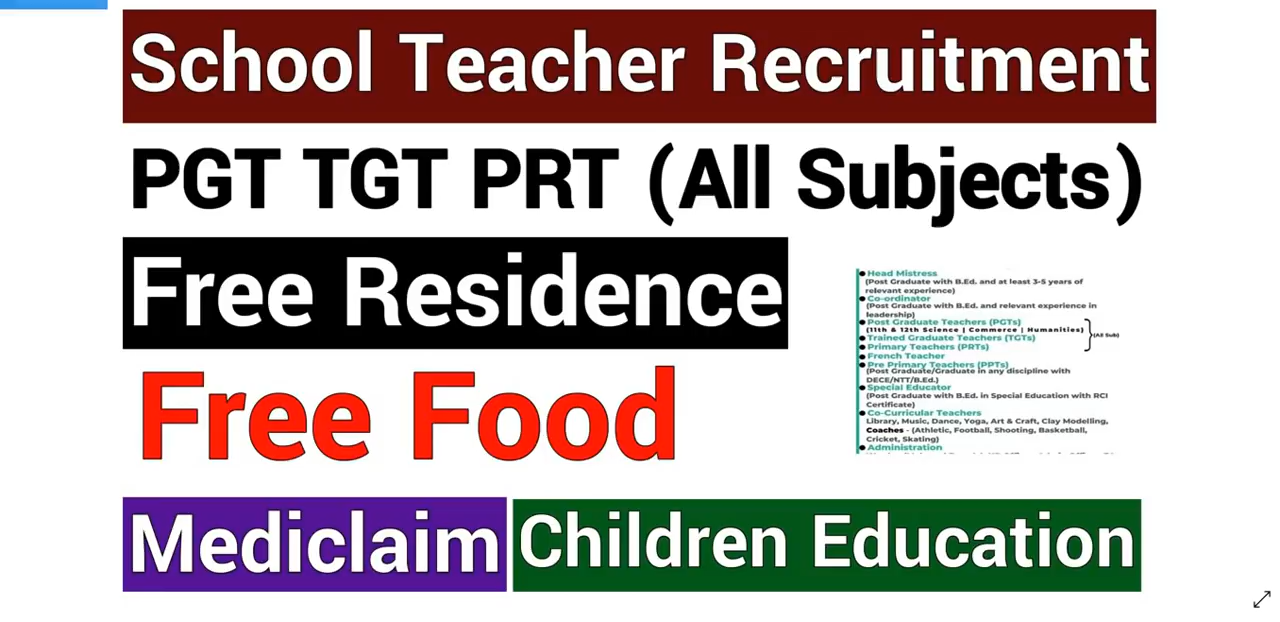 School Teacher Recruitment
PGT TGT PRT (All Subjects)
Free Residence
Free Food
Mediclaim
Children Education
Head Mistress
(Post Graduate with B.Ed. and at least 3-5 years of
relevant experience)
Co-ordinator
(Post Graduate with B.Ed. and relevant experience in
leadership)
Post Graduate Teachers (PGTs)
(11th & 12th Science | Commerce | Humanities)
(All Sub)
Trained Graduate Teachers (TGTs)
Primary Teachers (PRTs)
French Teacher
Pre Primary Teachers (PPTs)
(Post Graduate/Graduate in any discipline with
DECE/NTT/B.Ed.)
Special Educator
(Post Graduate with B.Ed. in Special Education with RCI
Certificate)
Co-Curricular Teachers
Library, Music, Dance, Yoga, Art & Craft, Clay Modelling,
Coaches - (Athletic, Football, Shooting, Basketball,
Cricket, Skating)
Administration